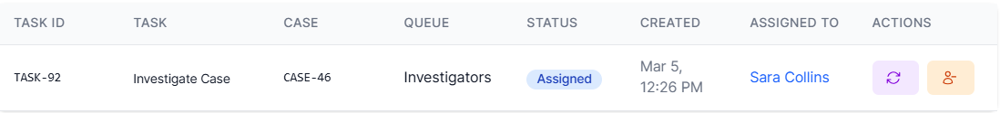 TASK ID TASK CASE QUEUE STATUS CREATED ASSIGNED TO ACTIONS
TASK-92 Investigate Case CASE-46 Investigators Assigned Mar 5, 12:26 PM Sara Collins